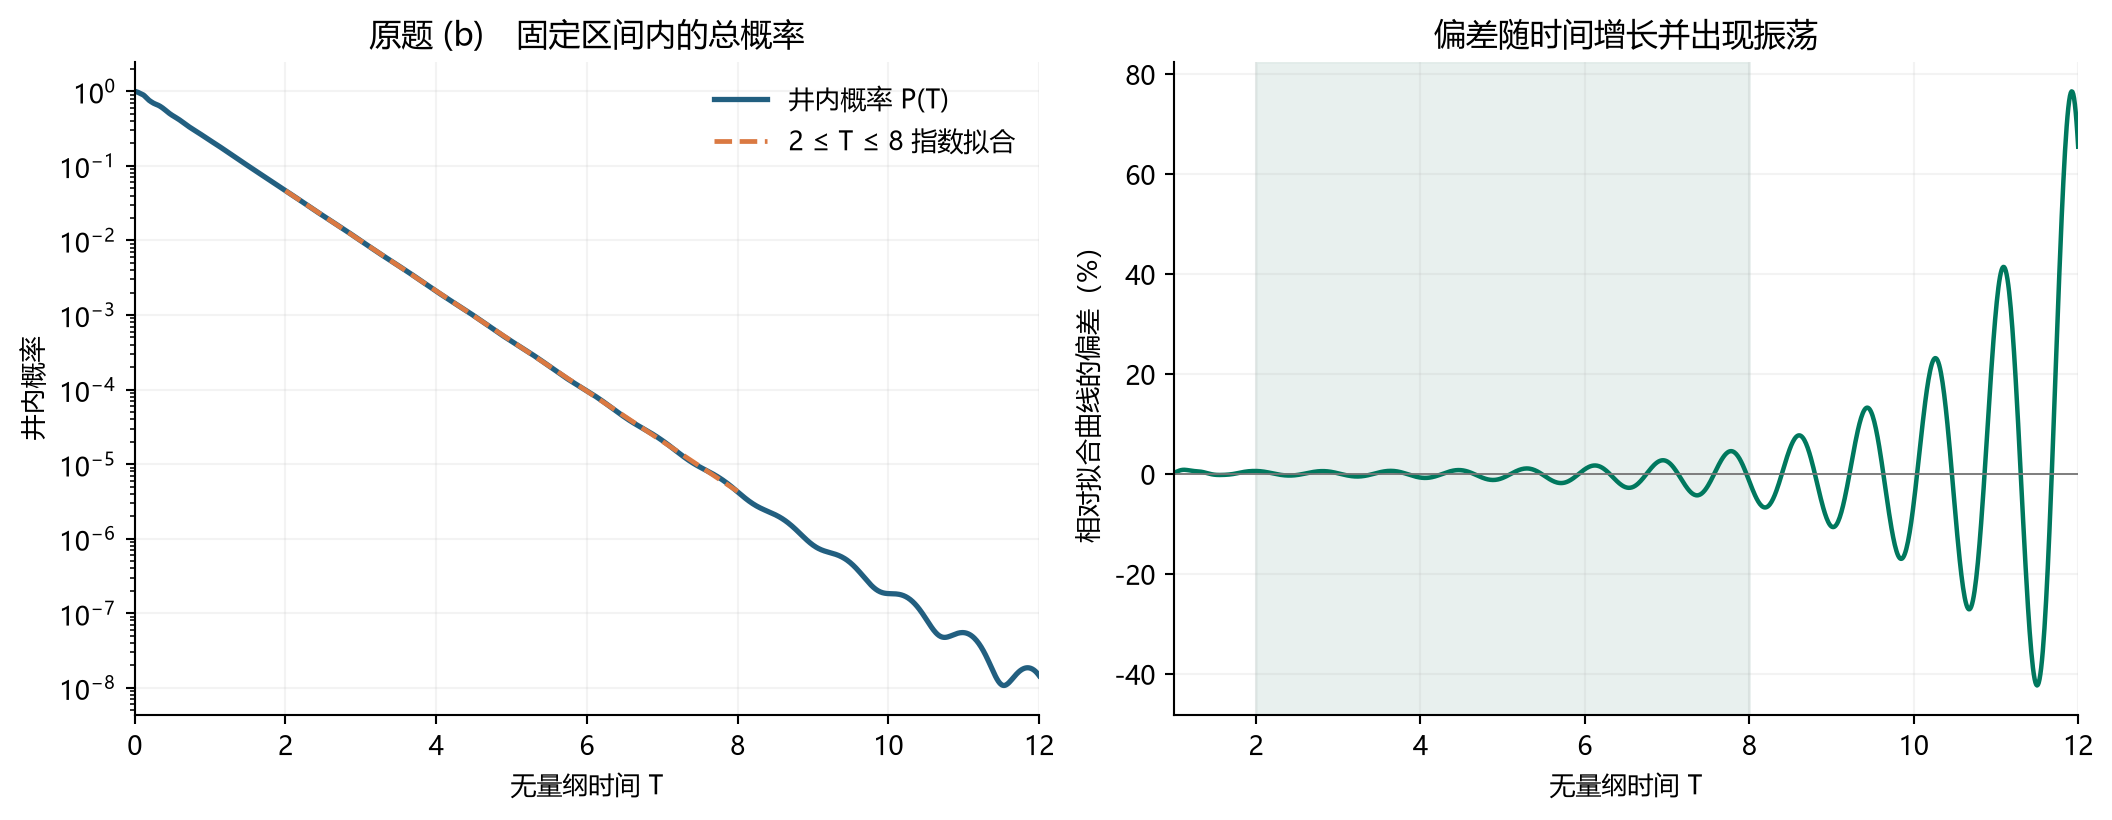 原题 (b)　固定区间内的总概率
井内概率 P(T)
2 ≤ T ≤ 8 指数拟合
井内概率
10⁰
10⁻¹
10⁻²
10⁻³
10⁻⁴
10⁻⁵
10⁻⁶
10⁻⁷
10⁻⁸
0 2 4 6 8 10 12
无量纲时间 T
偏差随时间增长并出现振荡
相对拟合曲线的偏差 (%)
80
60
40
20
0
-20
-40
2 4 6 8 10 12
无量纲时间 T